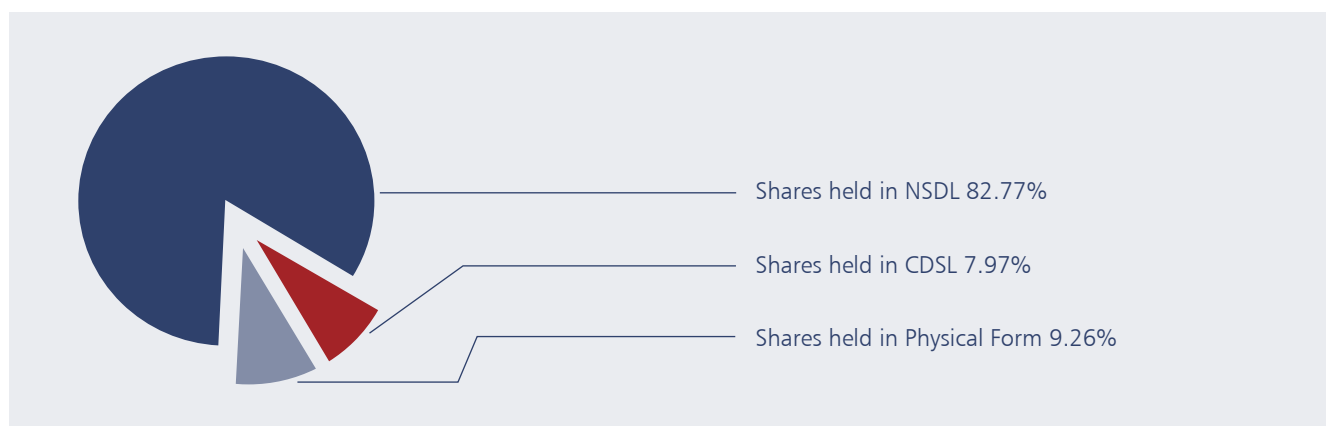 Shares held in NSDL 82.77%
Shares held in CDSL 7.97%
Shares held in Physical Form 9.26%